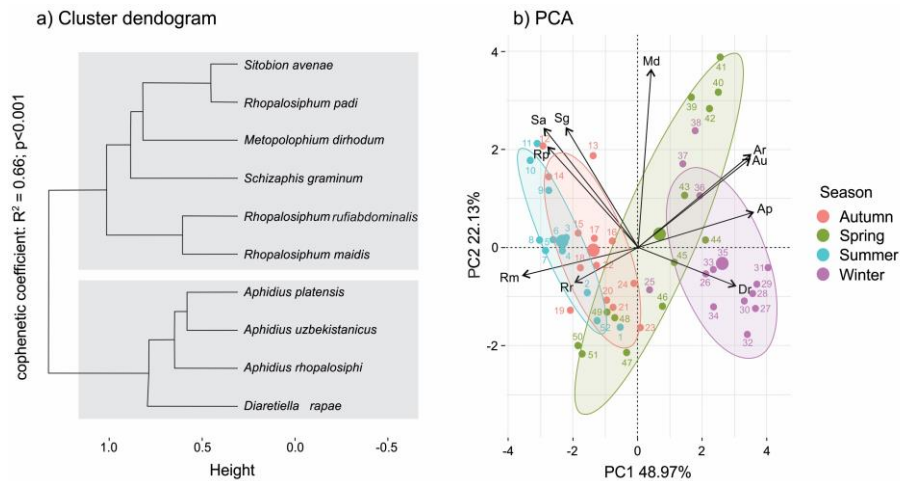 a) Cluster dendogram
cophenetic coefficient: R² = 0.66; p<0.001
Sitobion avenae
Rhopalosiphum padi
Metopolophium dirhodum
Schizaphis graminum
Rhopalosiphum rufiabdominalis
Rhopalosiphum maidis
Aphidius platensis
Aphidius uzbekistanicus
Aphidius rhopalosiphi
Diaretiella rapae
1.0 0.5 0.0 -0.5
Height
b) PCA
PC2 22.13%
4
2
0
-2
41
40
39
42
Md
38
Sa Sg
11
13
Rp
10
37
Ar
Au
14
9
36
43
Ap
15
17 16
8
6 3
5
44
7
4
18
22
45
35
33
31
Rm
Rr
26
29
Dr
24
25
28
2
20
49
21
46
30
27
19
48
34
52
1
23
32
50
51
47
-4 -2 0 2 4
PC1 48.97%
Season
Autumn
Spring
Summer
Winter